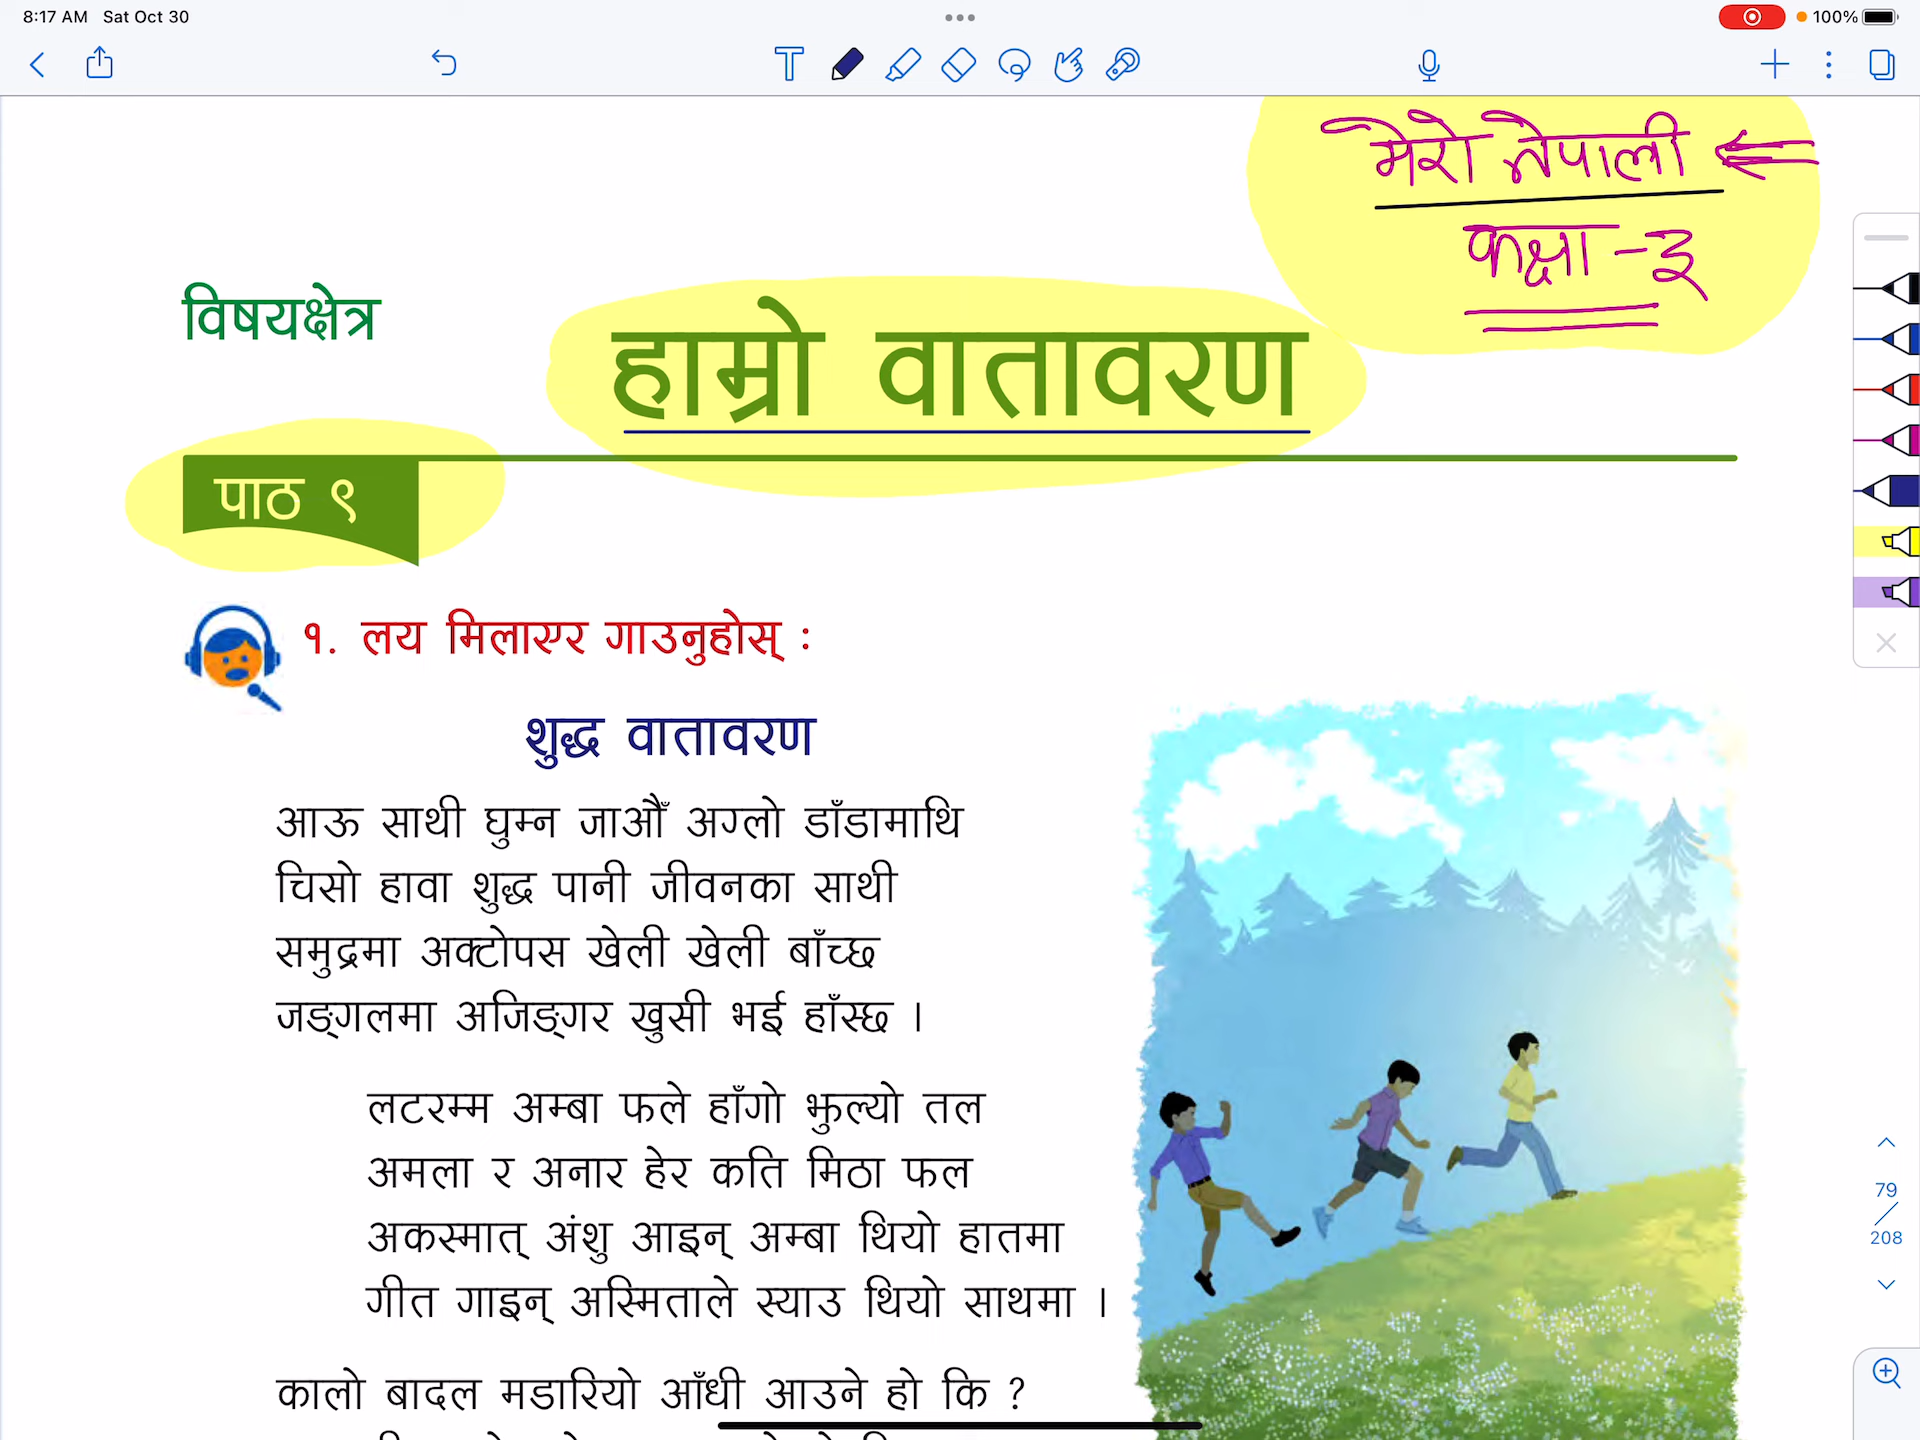 8:17 AM Sat Oct 30
100%
मेरो नेपाली
कक्षा - ३
विषयक्षेत्र
हाम्रो वातावरण
पाठ ९
१. लय मिलाएर गाउनुहोस् :
शुद्ध वातावरण
आऊ साथी घुम्न जाऔँ अग्लो डाँडामाथि
चिसो हावा शुद्ध पानी जीवनका साथी
समुद्रमा अक्टोपस खेली खेली बाँच्छ
जङ्गलमा अजिङ्गर खुसी भई हाँस्छ ।
लटरम्म अम्बा फले हाँगो झुल्यो तल
अमला र अनार हेर कति मिठा फल
अकस्मात् अंशु आइन् अम्बा थियो हातमा
गीत गाइन् अस्मिताले स्याउ थियो साथमा ।
कालो बादल मडारियो आँधी आउने हो कि ?
79
/
208